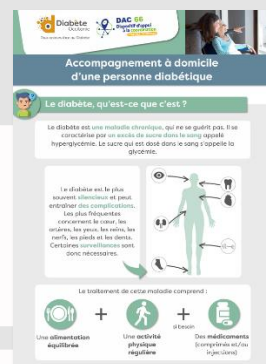 Diabète
Occitanie
DAC 66
Dispositif d'appel
à la coordination
Accompagnement à domicile
d'une personne diabétique
Le diabète, qu'est-ce que c'est ?
Le diabète est une maladie chronique, qui ne se guérit pas. Il se
caractérise par un excès de sucre dans le sang appelé
hyperglycémie. Le sucre qui est dosé dans le sang s'appelle la
glycémie.
Le diabète est le plus
souvent silencieux et peut
entraîner des complications.
Les plus fréquentes
concernent le cœur, les
artères, les yeux, les reins, les
nerfs, les pieds et les dents.
Certaines surveillances sont
donc nécessaires.
Le traitement de cette maladie comprend :
+
+
si besoin
Une alimentation
équilibrée
Une activité
physique
régulière
Des médicaments
(comprimés et/ou
injections)